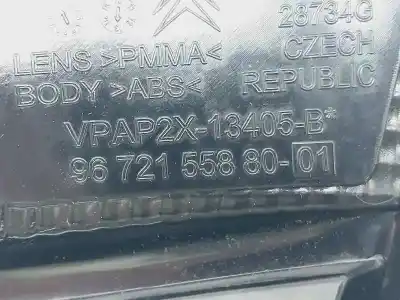 28734G
LENS >PMMA< CZECH
BODY >ABS< REPUBLIC
VPAP2X-13405-B*
96 721 558 80-01